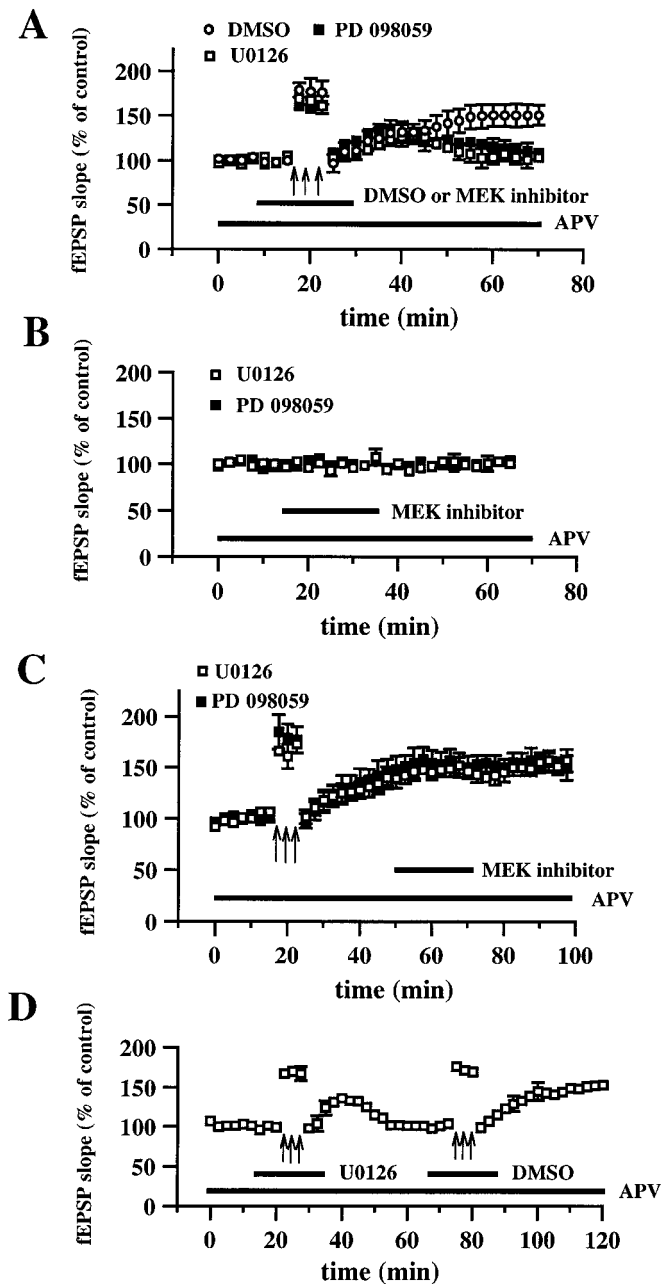 A
DMSO PD 098059
U0126
200
150
100
50
0
fEPSP slope (% of control)
DMSO or MEK inhibitor
APV
0 20 40 60 80
time (min)
B
200
150
100
50
0
fEPSP slope (% of control)
U0126
PD 098059
MEK inhibitor
APV
0 20 40 60 80
time (min)
C
U0126
PD 098059
200
150
100
50
0
fEPSP slope (% of control)
MEK inhibitor
APV
0 20 40 60 80 100
time (min)
D
200
150
100
50
0
fEPSP slope (% of control)
U0126 DMSO
APV
0 20 40 60 80 100 120
time (min)